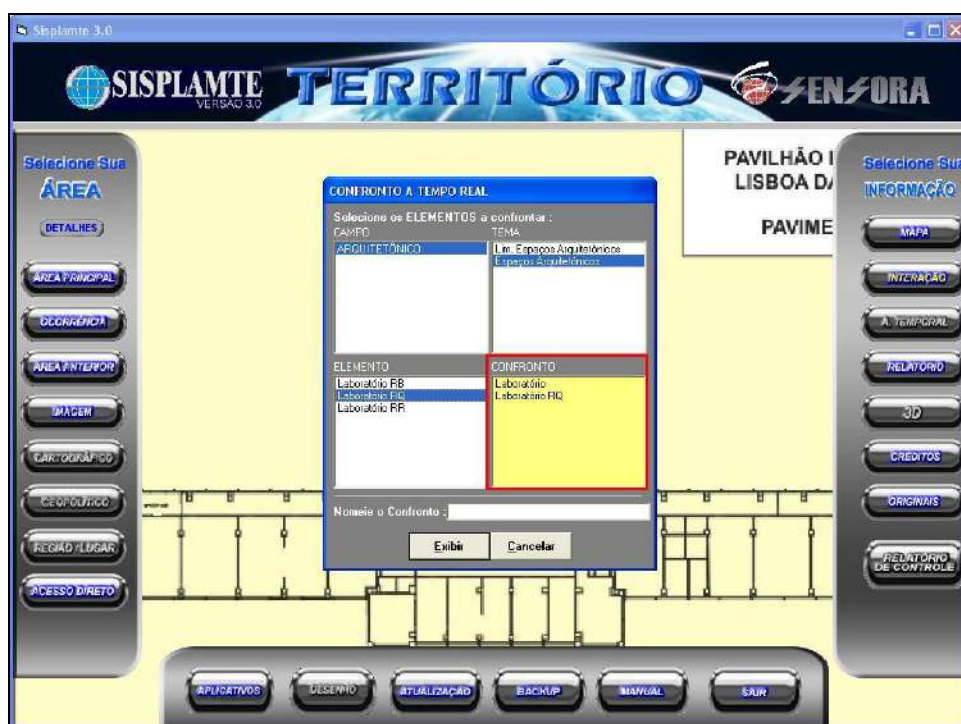 Sisplamte 3.0
SISPLAMTE
VERSÃO 3.0
TERRITÓRIO
SENSORA
Selecione Sua
ÁREA
DETALHES
ÁREA PRINCIPAL
OCORRÊNCIA
ÁREA ANTERIOR
IMAGEM
CARTOGRÁFICO
GEOPOLÍTICO
REGIÃO / LUGAR
ACESSO DIRETO
CONFRONTO A TEMPO REAL
Selecione os ELEMENTOS a confrontar :
CAMPO
ARQUITETÔNICO
TEMA
Lim. Espaços Arquitetônicos
Espaços Arquitetônicos
ELEMENTO
Laboratório RB
Laboratório RQ
Laboratório RR
CONFRONTO
Laboratório
Laboratório RQ
Nomeie o Confronto :
Exibir
Cancelar
PAVILHÃO
LISBOA DA
PAVIME
Selecione Sua
INFORMAÇÃO
MAPA
INTERAÇÃO
A. TEMPORAL
RELATÓRIO
3D
CRÉDITOS
ORIGINAIS
RELATÓRIO
DE CONTROLE
APLICATIVOS
DESENHO
ATUALIZAÇÃO
BACKUP
MANUAL
SAIR